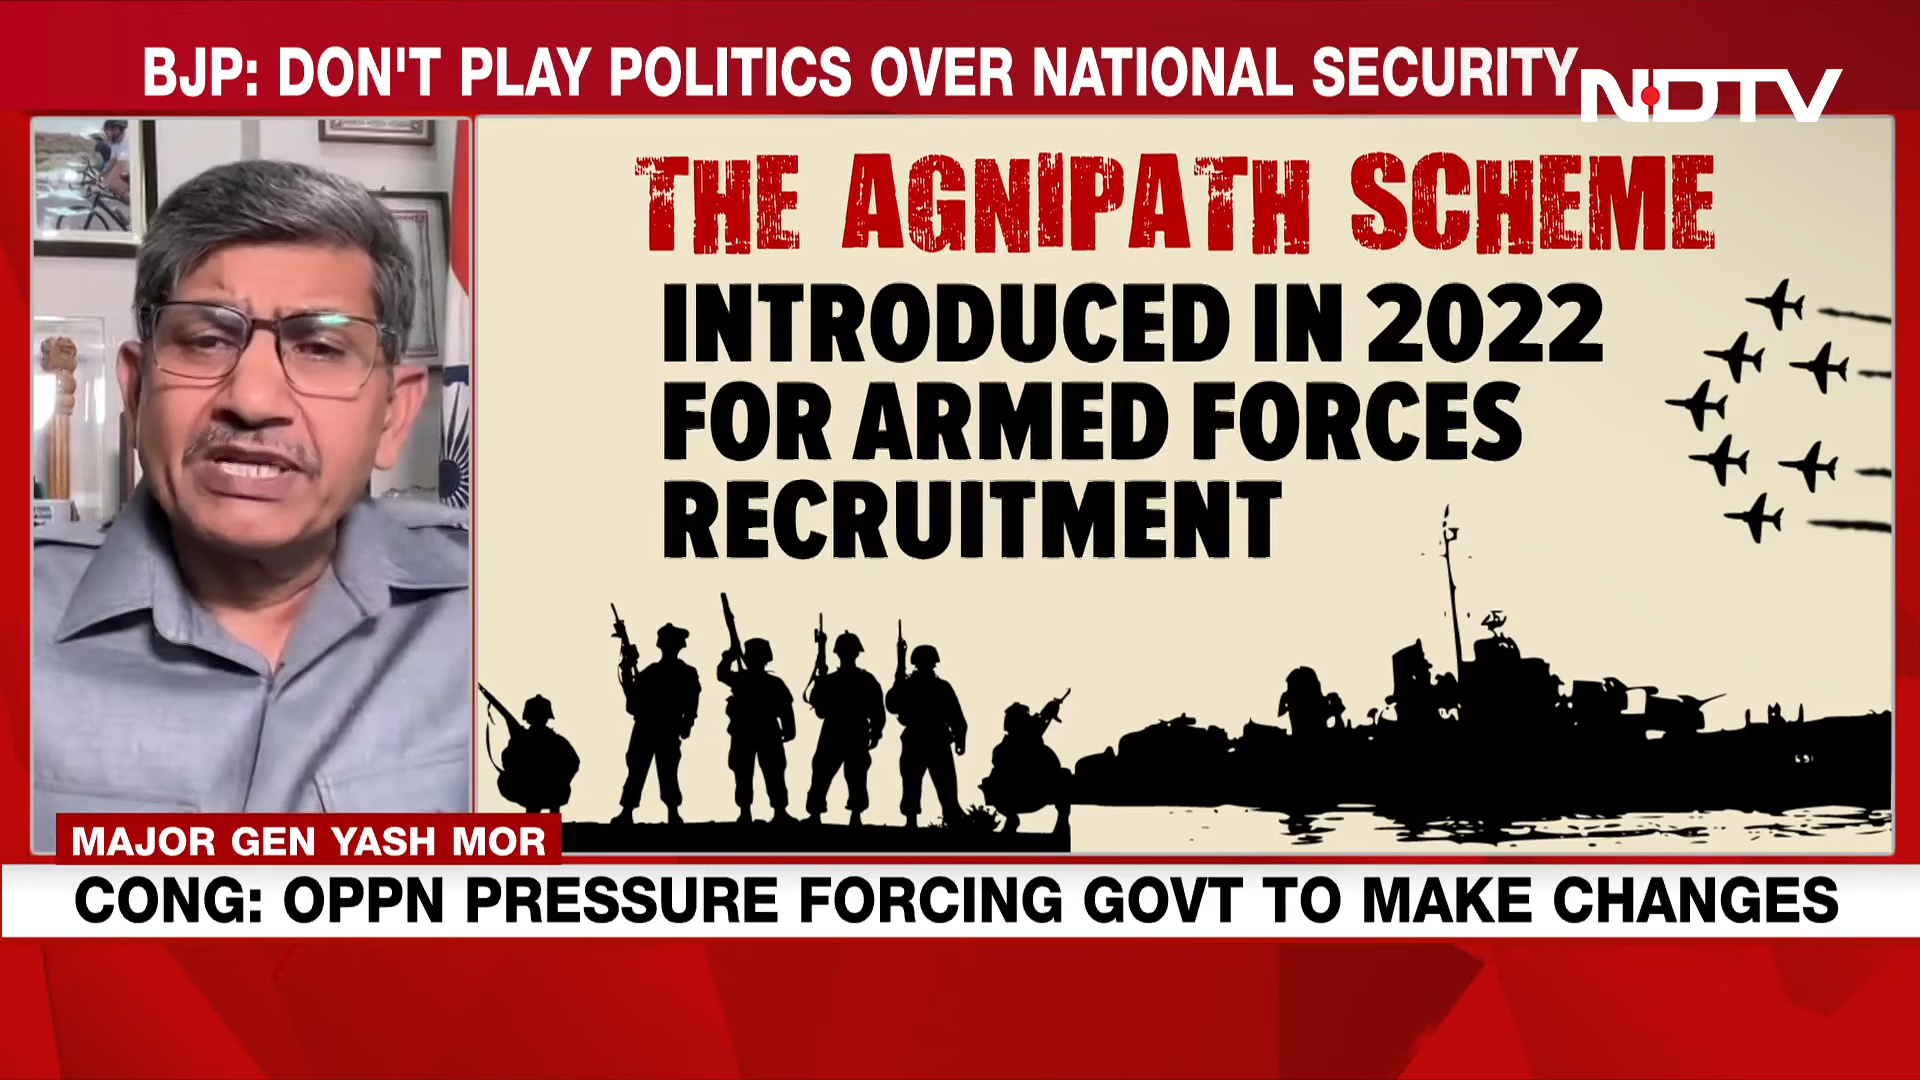 BJP: DON'T PLAY POLITICS OVER NATIONAL SECURITY
NDTV
THE AGNIPATH SCHEME
INTRODUCED IN 2022
FOR ARMED FORCES
RECRUITMENT
691
MAJOR GEN YASH MOR
CONG: OPPN PRESSURE FORCING GOVT TO MAKE CHANGES